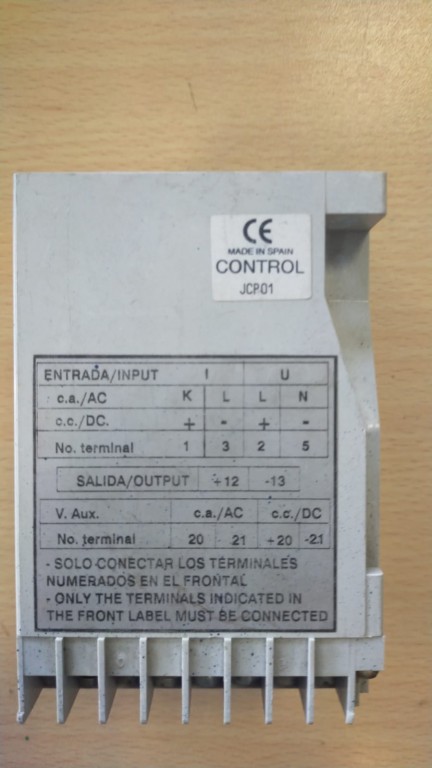 CE
MADE IN SPAIN
CONTROL
JCP.01
ENTRADA/INPUT I U
c.a./AC K L L N
c.c./DC. + - + -
No. terminal 1 3 2 5
SALIDA/OUTPUT +12 -13
V. Aux. c.a./AC c.c./DC
No. terminal 20 21 +20 -21
- SOLO CONECTAR LOS TERMINALES
NUMERADOS EN EL FRONTAL
- ONLY THE TERMINALS INDICATED IN
THE FRONT LABEL MUST BE CONNECTED